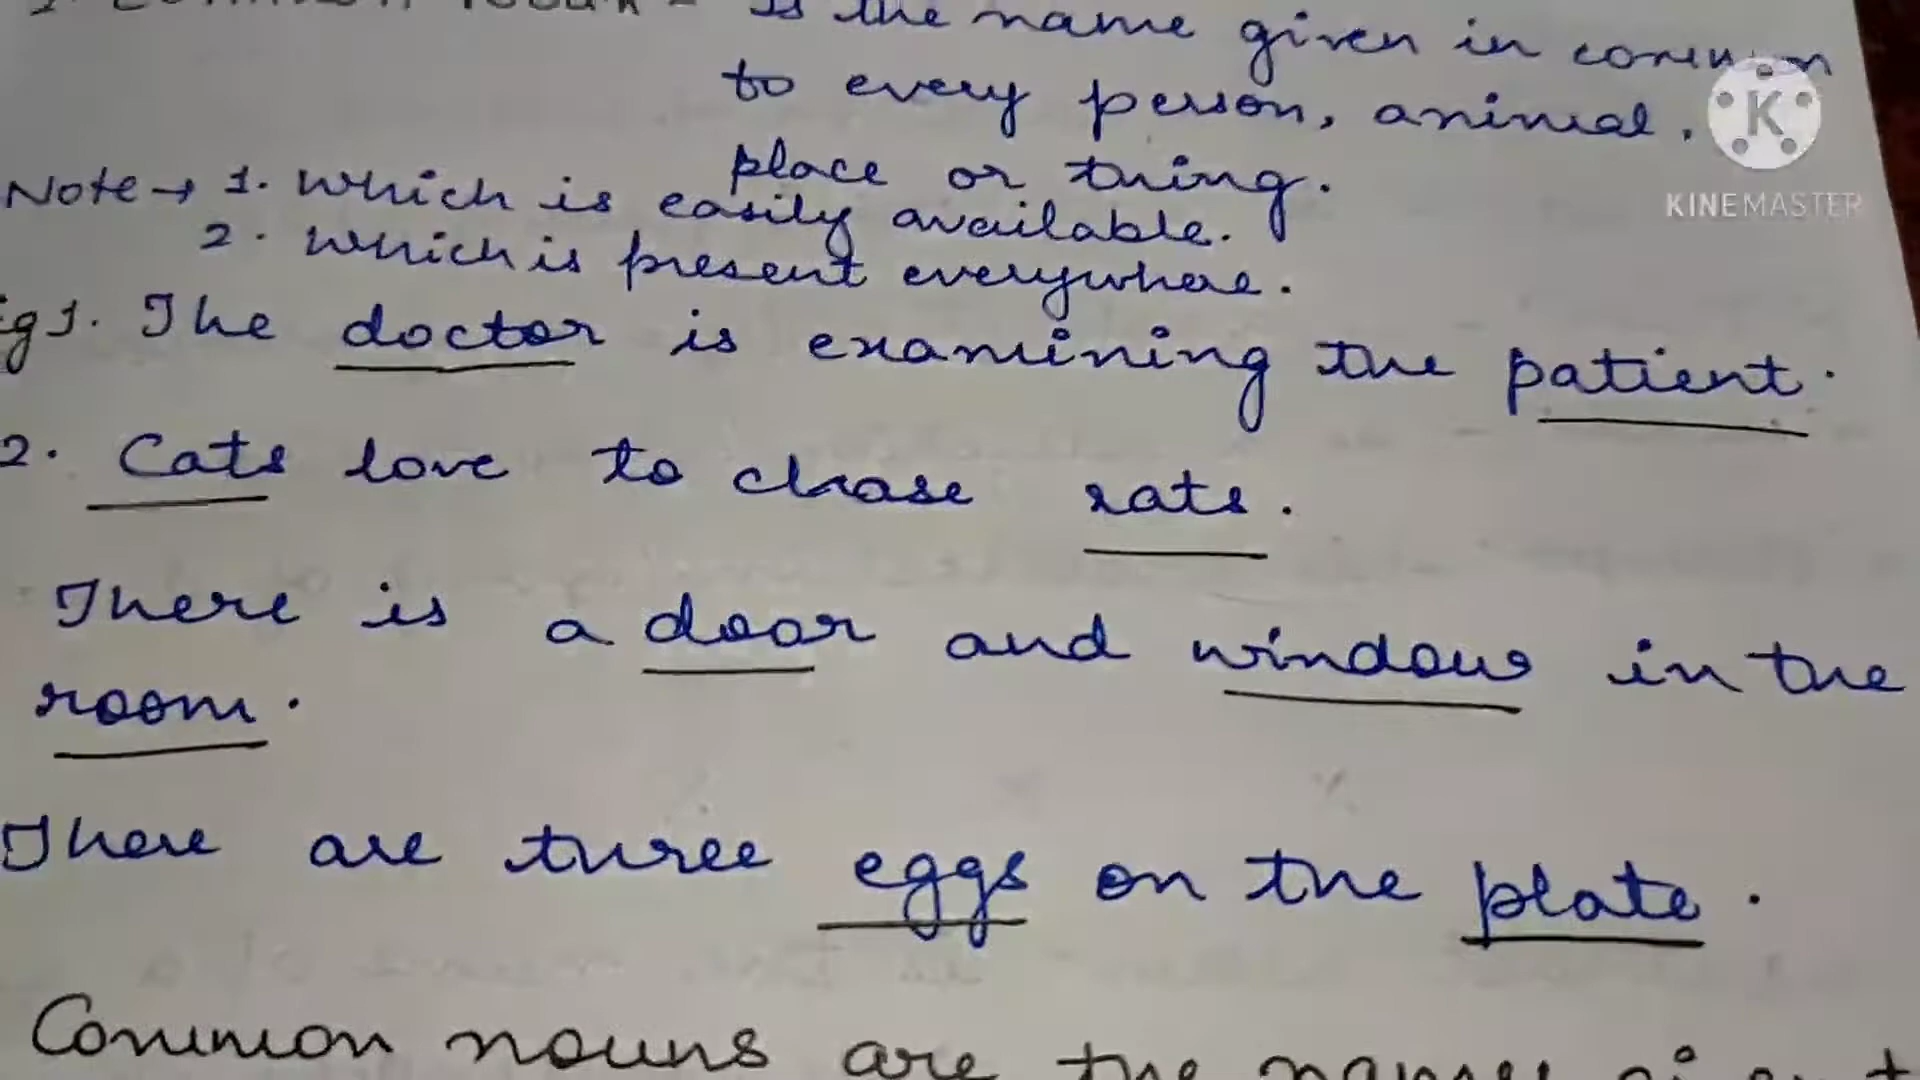 is the name given in common
to every person, animal,
place or thing.
Note → 1. which is easily available.
2. which is present everywhere.
Eg 1. The doctor is examining the patient.
2. Cats love to chase rats.
There is a door and window in the
room.
There are three eggs on the plate.
Common nouns are the names
K
KINEMASTER